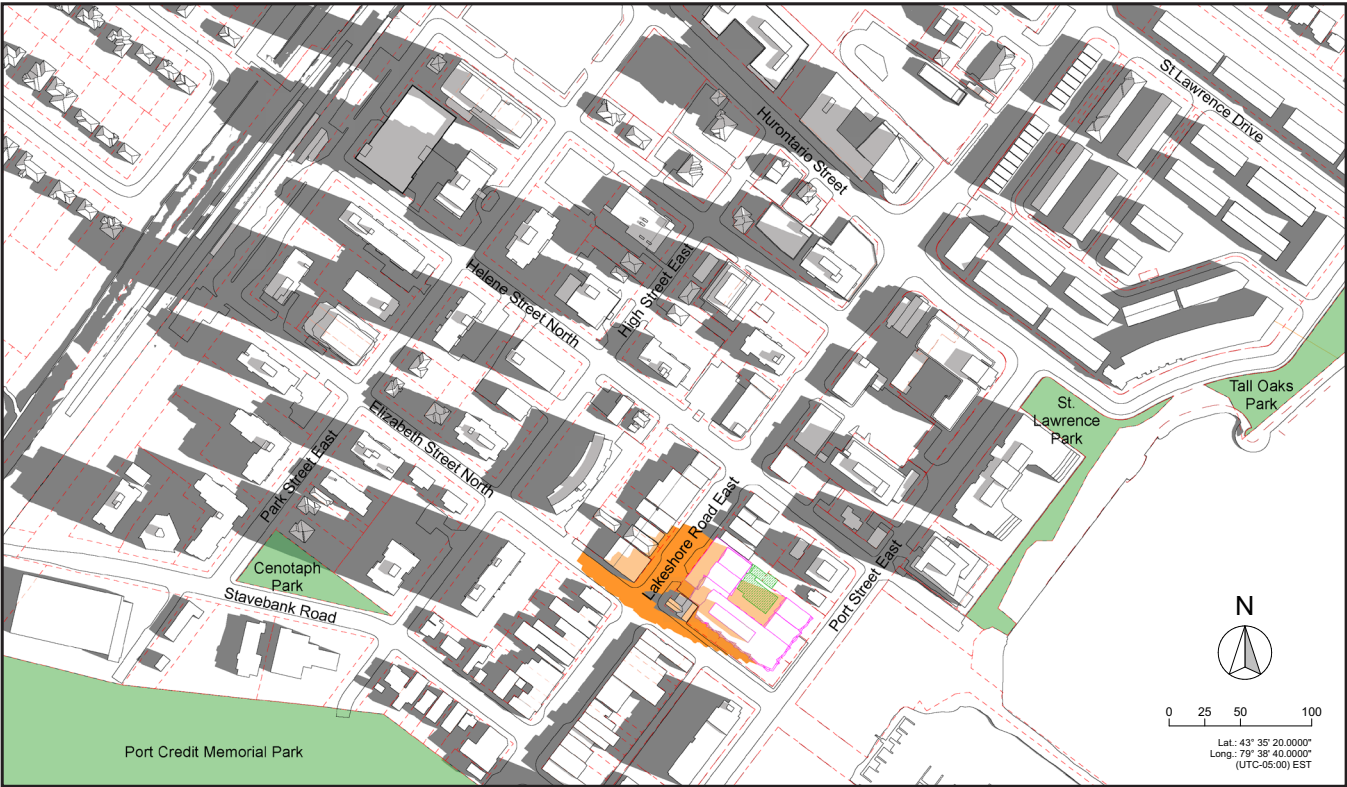 St Lawrence Drive
Hurontario Street
High Street East
Helene Street North
Tall Oaks
Park
St.
Lawrence
Park
Elizabeth Street North
Park Street East
Lakeshore Road East
Port Street East
Cenotaph
Park
Stavebank Road
N
0 25 50 100
Port Credit Memorial Park
Lat.: 43° 35' 20.0000"
Long.: 79° 38' 40.0000"
(UTC-05:00) EST